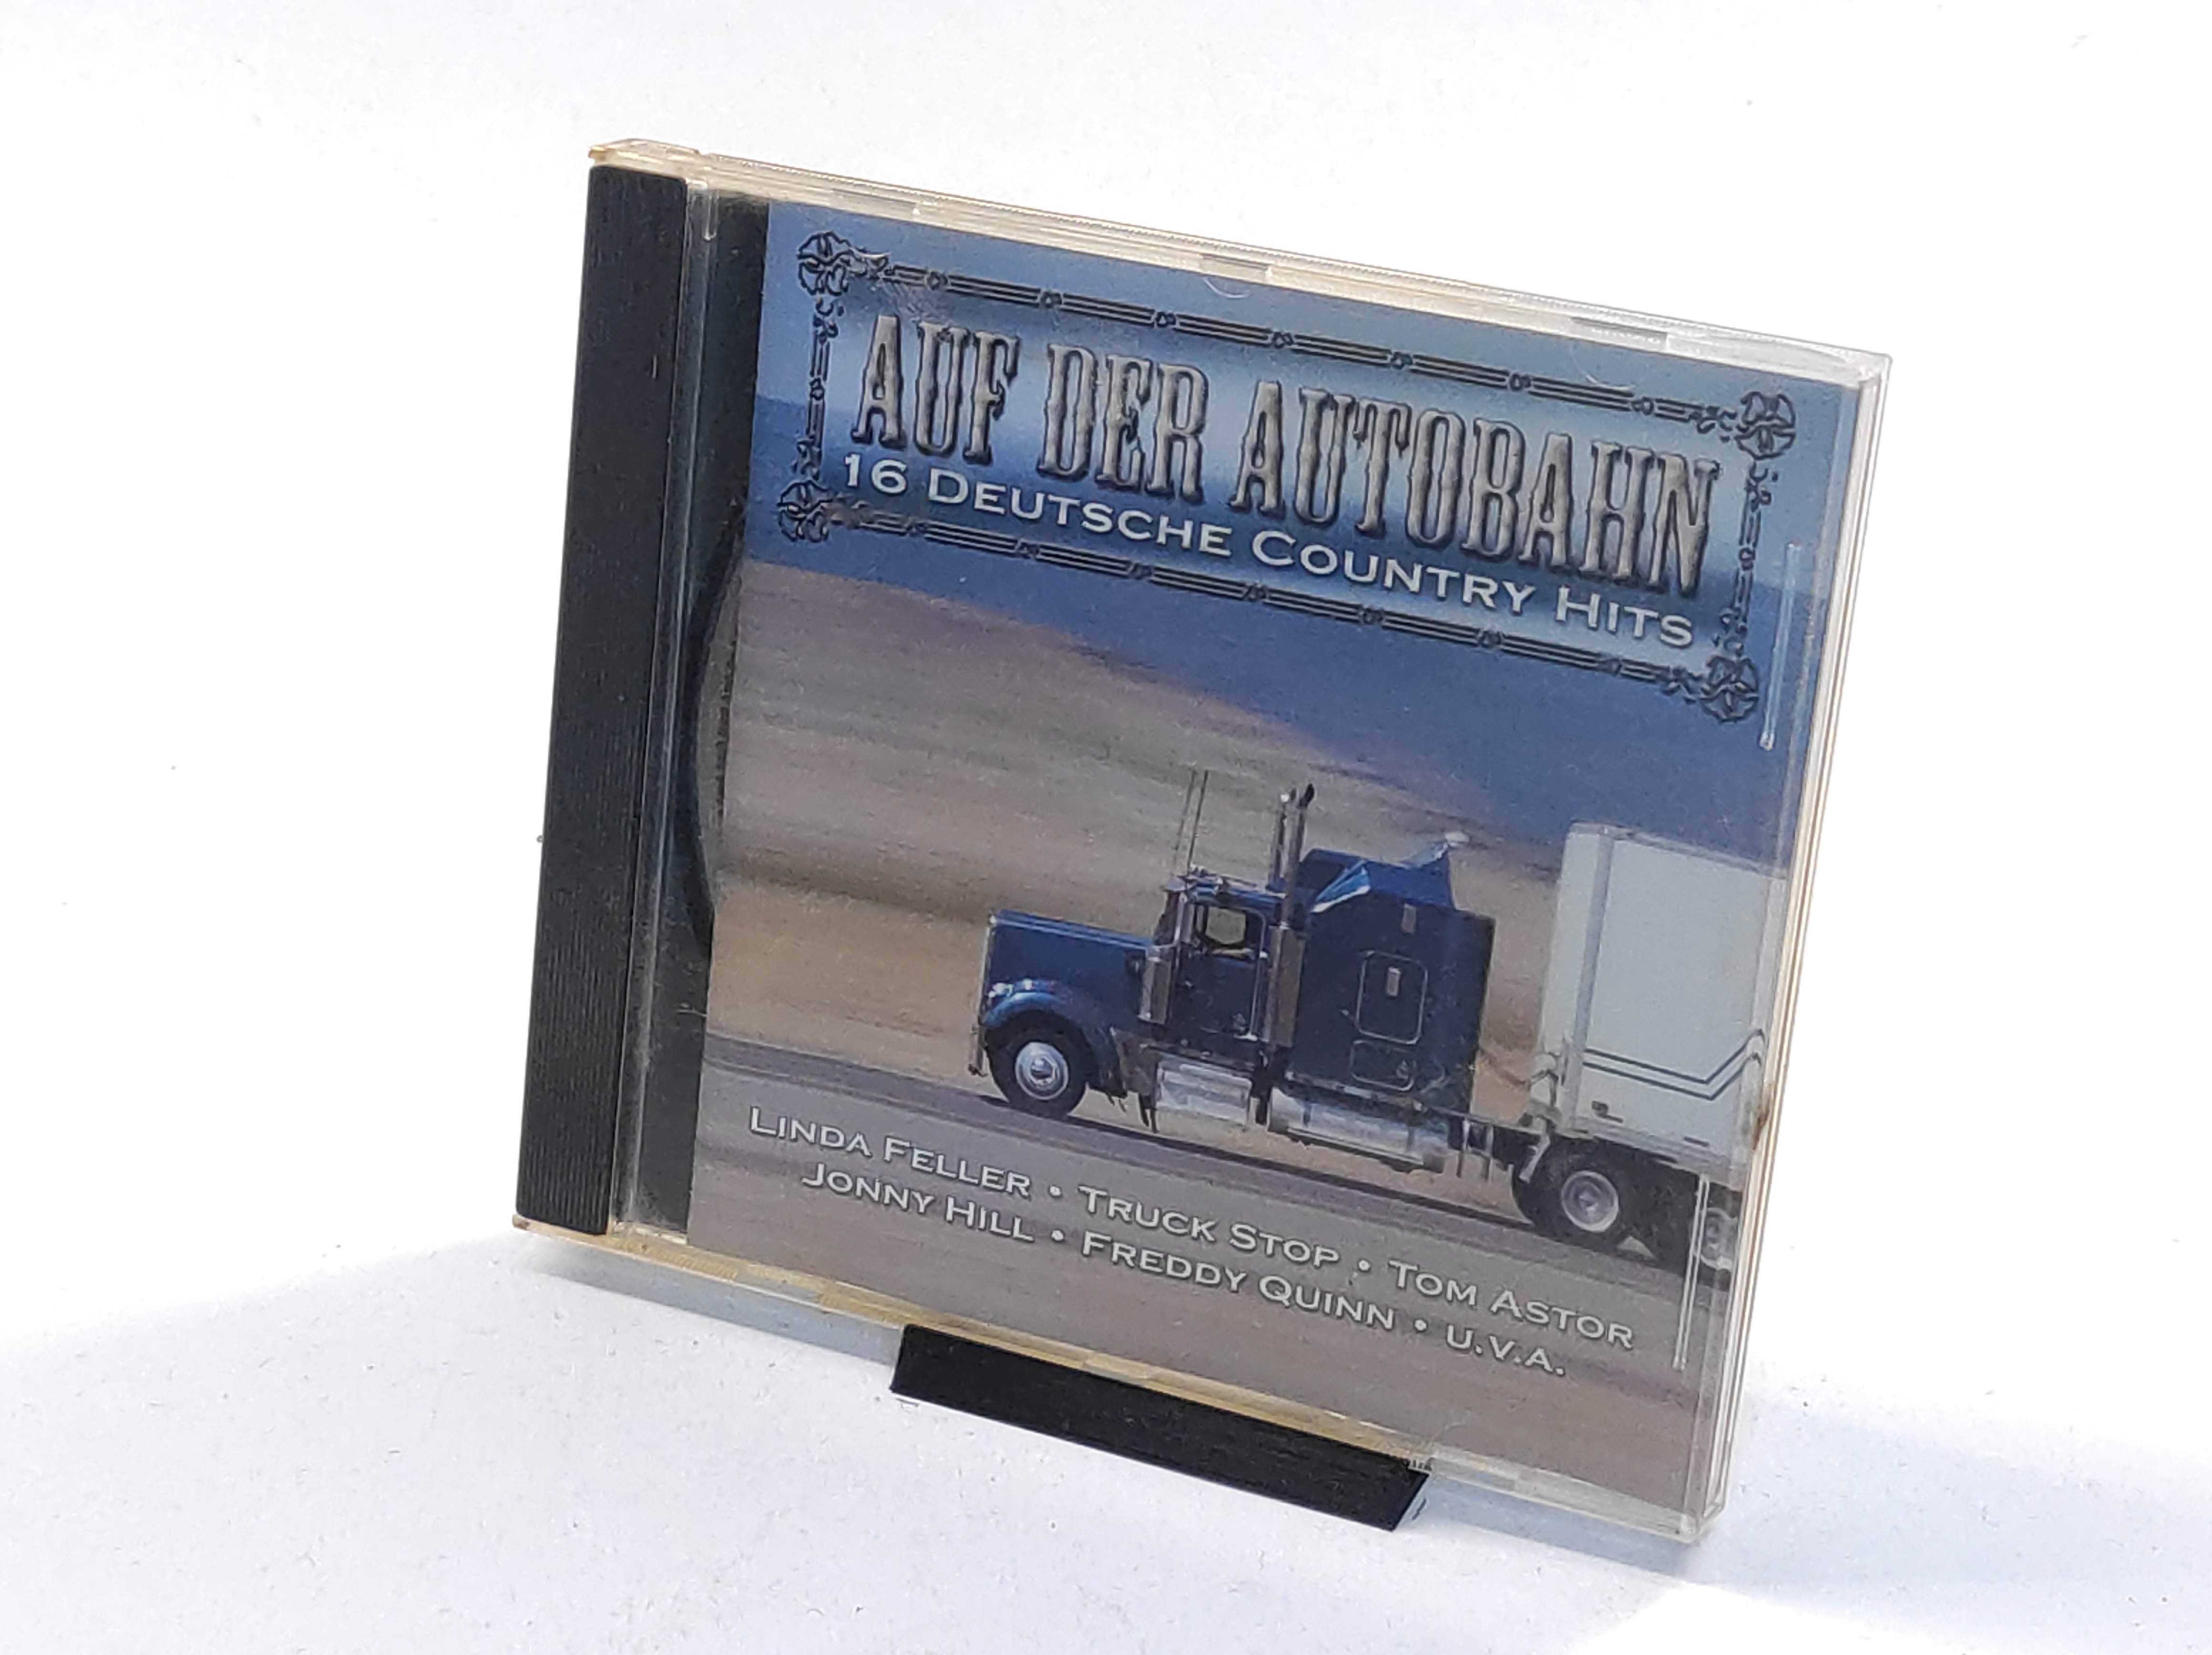 AUF DER AUTOBAHN
16 DEUTSCHE COUNTRY HITS
LINDA FELLER • TRUCK STOP • TOM ASTOR
JONNY HILL • FREDDY QUINN • U.V.A.